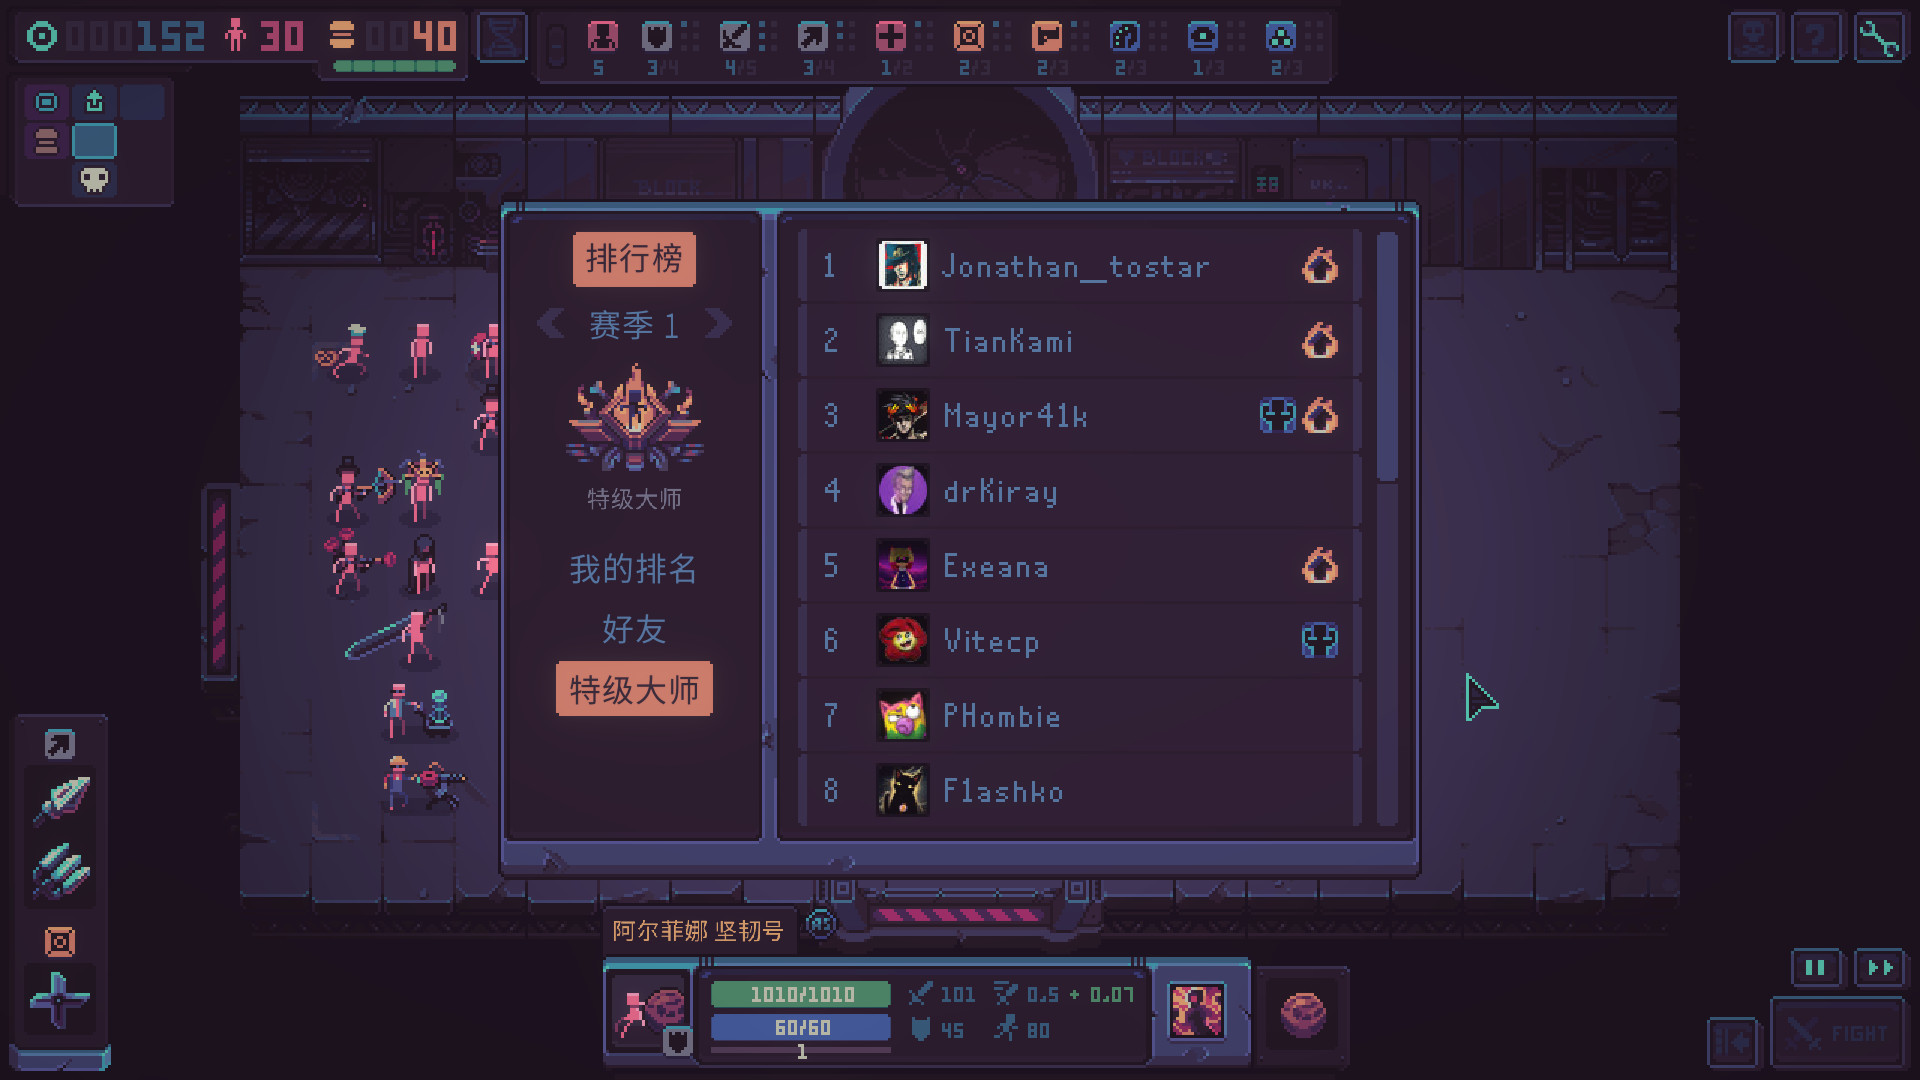 000152 30 0040
5 3/4 4/5 3/4 1/2 2/3 2/3 2/3 1/3 2/3
?
BLOCK
BLOCK
排行榜
赛季 1
特级大师
我的排名
好友
特级大师
1 Jonathan__tostar
2 TianKami
3 Mayor41k
4 drKiray
5 Exeana
6 Vitecp
7 PHombie
8 Flashko
阿尔菲娜 坚韧号
AS
1010/1010 101 0.5 + 0.07
60/60 45 80
1
FIGHT